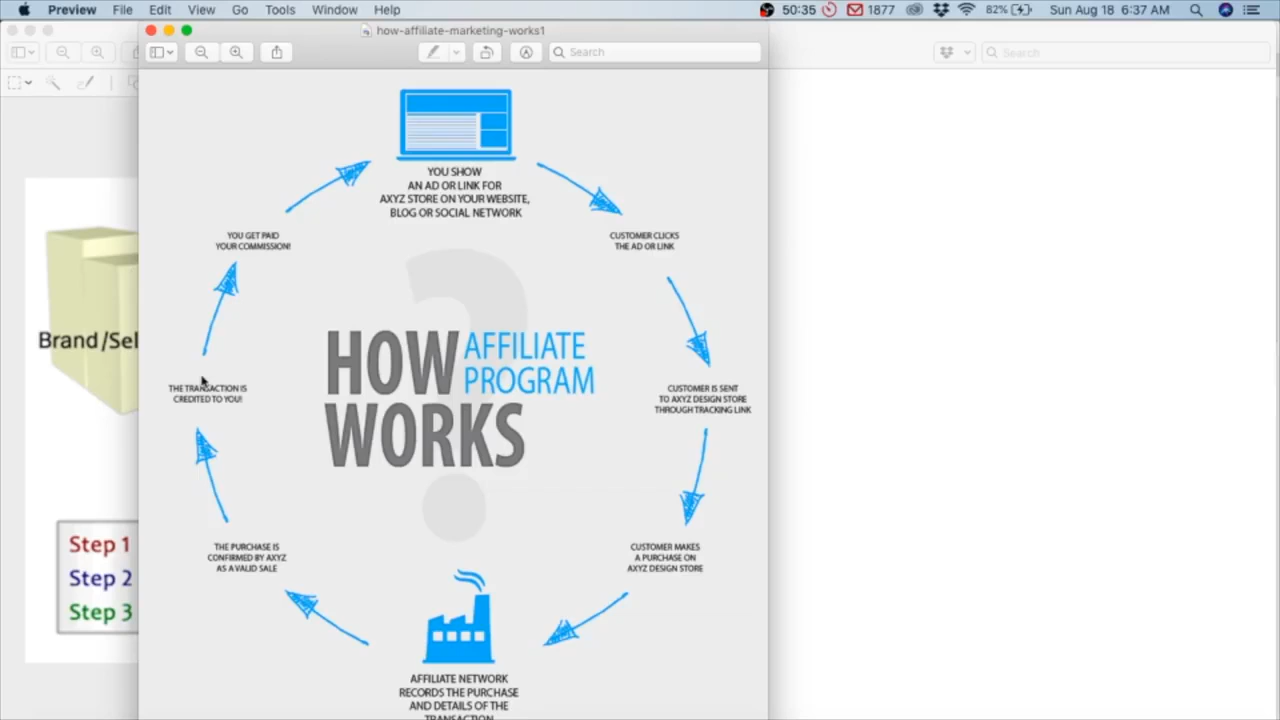 Preview File Edit View Go Tools Window Help
50:35 1877 82% Sun Aug 18 6:37 AM
how-affiliate-marketing-works1
Search
Search
YOU SHOW
AN AD OR LINK FOR
AXYZ STORE ON YOUR WEBSITE,
BLOG OR SOCIAL NETWORK
CUSTOMER CLICKS
THE AD OR LINK
CUSTOMER IS SENT
TO AXYZ DESIGN STORE
THROUGH TRACKING LINK
CUSTOMER MAKES
A PURCHASE ON
AXYZ DESIGN STORE
AFFILIATE NETWORK
RECORDS THE PURCHASE
AND DETAILS OF THE
TRANSACTION
THE PURCHASE IS
CONFIRMED BY AXYZ
AS A VALID SALE
THE TRANSACTION IS
CREDITED TO YOU!
YOU GET PAID
YOUR COMMISSION!
HOW AFFILIATE
PROGRAM
WORKS
?
Brand/Sel
Step 1
Step 2
Step 3